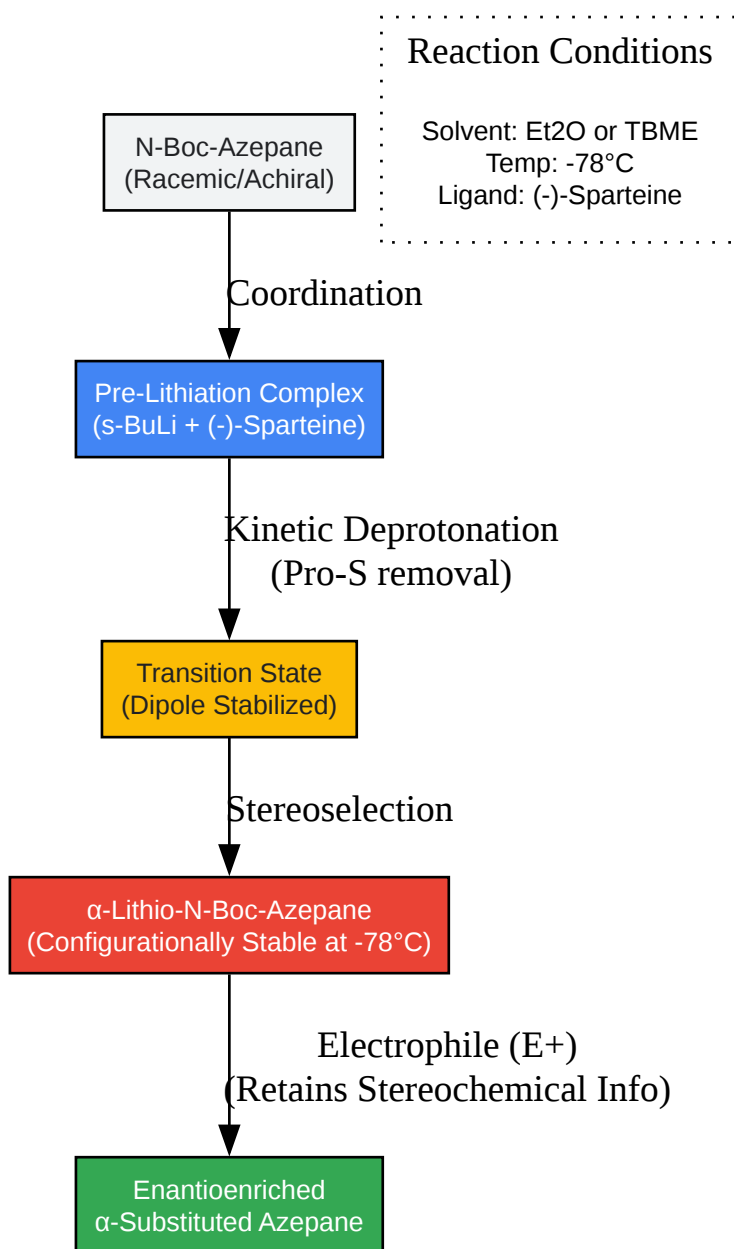 Reaction Conditions
Solvent: Et2O or TBME
Temp: -78°C
Ligand: (-)-Sparteine
N-Boc-Azepane
(Racemic/Achiral)
Coordination
Pre-Lithiation Complex
(s-BuLi + (-)-Sparteine)
Kinetic Deprotonation
(Pro-S removal)
Transition State
(Dipole Stabilized)
Stereoselection
α-Lithio-N-Boc-Azepane
(Configurationally Stable at -78°C)
Electrophile (E+)
(Retains Stereochemical Info)
Enantioenriched
α-Substituted Azepane